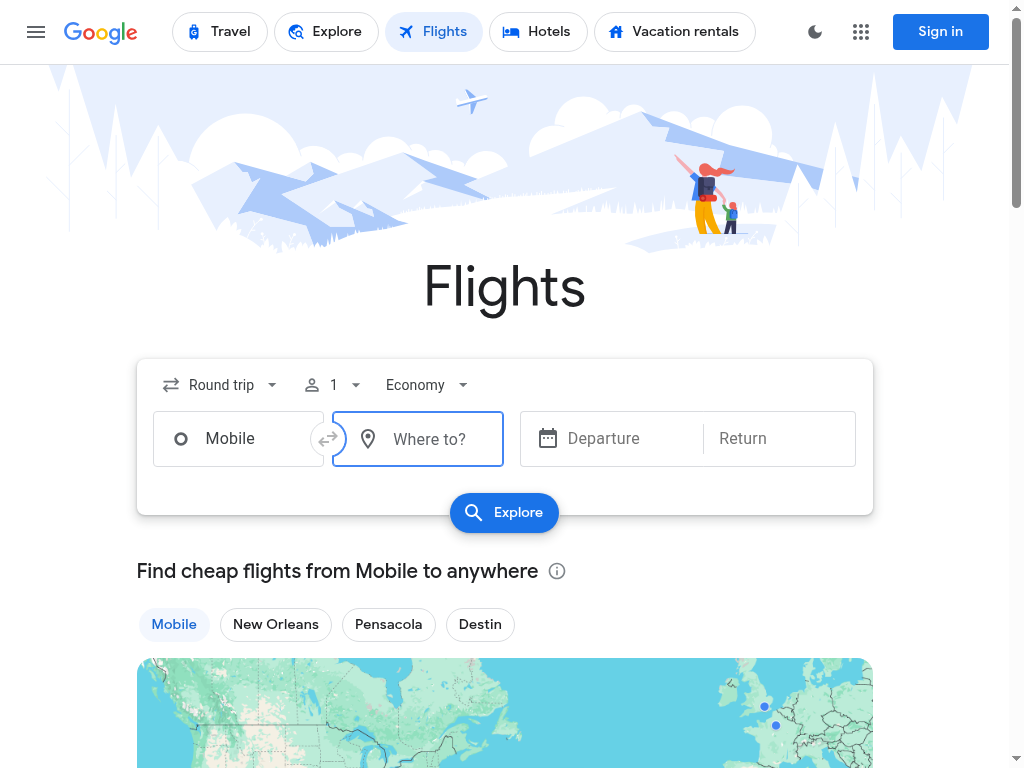 Google
Travel
Explore
Flights
Hotels
Vacation rentals
Sign in
Flights
Round trip
1
Economy
Mobile
Where to?
Departure
Return
Explore
Find cheap flights from Mobile to anywhere
Mobile
New Orleans
Pensacola
Destin